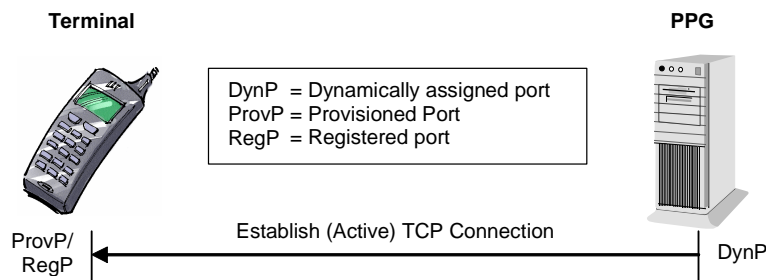 Terminal
PPG
DynP = Dynamically assigned port
ProvP = Provisioned Port
RegP = Registered port
Establish (Active) TCP Connection
ProvP/
RegP
DynP